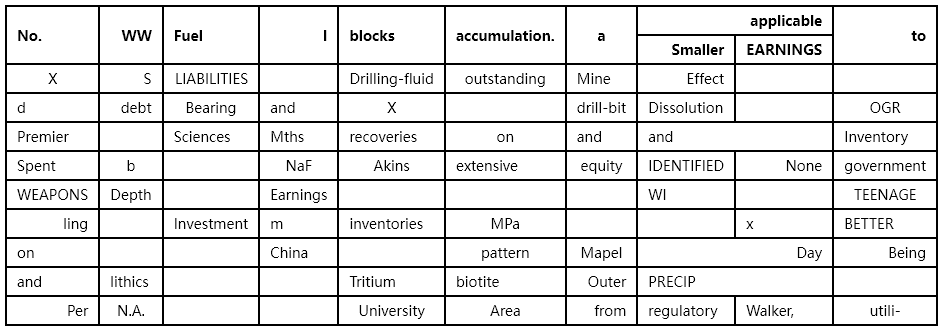 No. WW Fuel I blocks accumulation. a applicable to
Smaller EARNINGS
X S LIABILITIES Drilling-fluid outstanding Mine Effect
d debt Bearing and X drill-bit Dissolution OGR
Premier Sciences Mths recoveries on and and Inventory
Spent b NaF Akins extensive equity IDENTIFIED None government
WEAPONS Depth Earnings WI TEENAGE
ling Investment m inventories MPa x BETTER
on China pattern Mapel Day Being
and lithics Tritium biotite Outer PRECIP
Per N.A. University Area from regulatory Walker, utili-